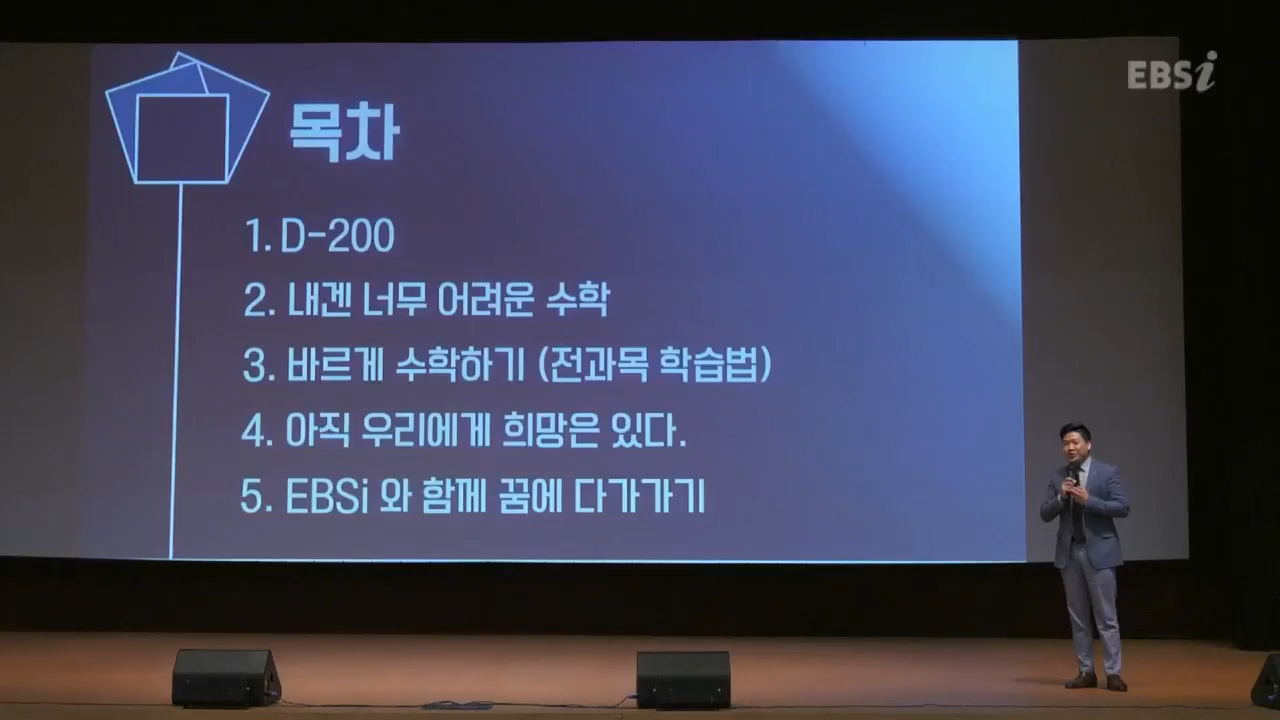 EBSi
목차
1. D-200
2. 내겐 너무 어려운 수학
3. 바르게 수학하기 (전과목 학습법)
4. 아직 우리에게 희망은 있다.
5. EBSi 와 함께 꿈에 다가가기